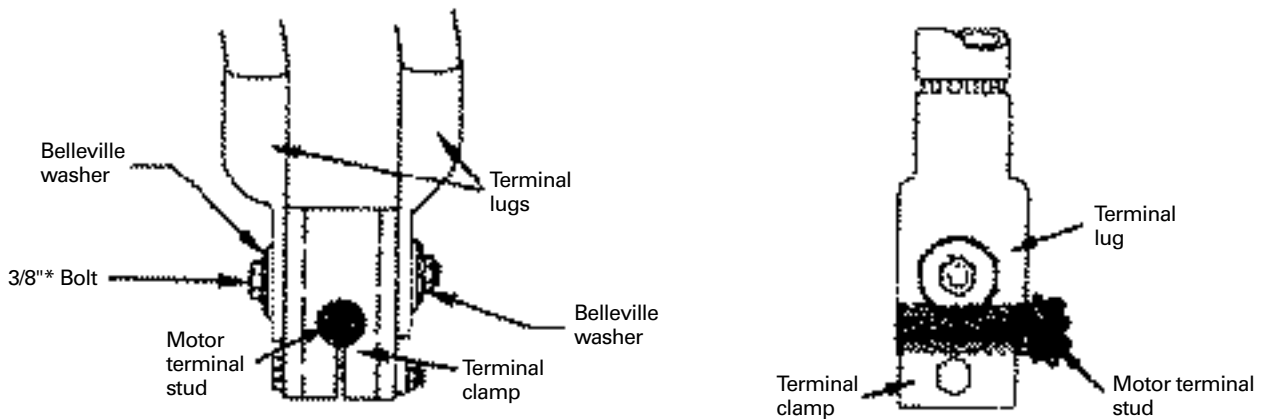 Belleville
washer
3/8"* Bolt
Motor
terminal
stud
Terminal
lugs
Belleville
washer
Terminal
clamp
Terminal
lug
Terminal
clamp
Motor terminal
stud